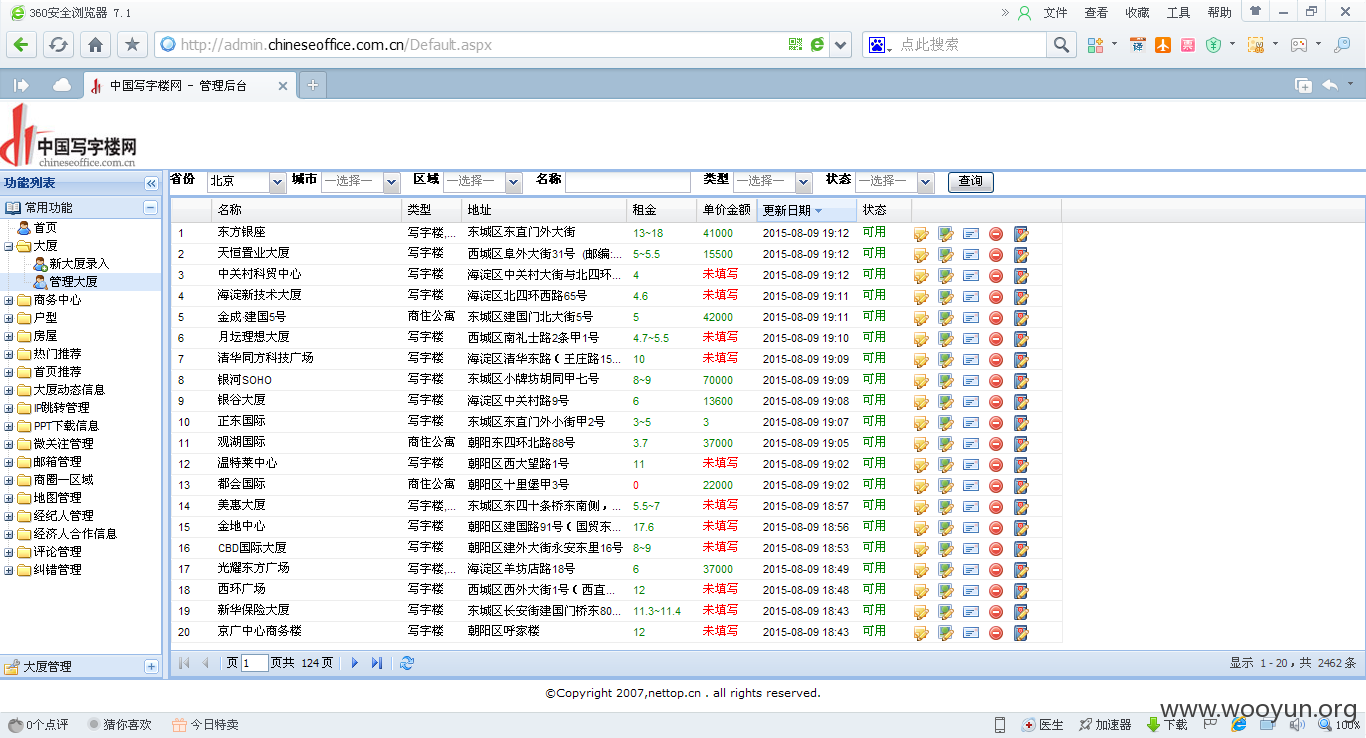 360安全浏览器 7.1
» 文件 查看 收藏 工具 帮助
http://admin.chineseoffice.com.cn/Default.aspx 点此搜索 译
中国写字楼网 - 管理后台
中国写字楼网
chineseoffice.com.cn
功能列表
省份 北京 城市 —选择— 区域 —选择— 名称 类型 —选择— 状态 —选择— 查询
常用功能
首页
大厦
新大厦录入
管理大厦
商务中心
户型
房屋
热门推荐
首页推荐
大厦动态信息
IP跳转管理
PPT下载信息
微关注管理
邮箱管理
商圈—区域
地图管理
经纪人管理
经济人合作信息
评论管理
纠错管理
大厦管理
名称 类型 地址 租金 单价金额 更新日期 状态
1 东方银座 写字楼,... 东城区东直门外大街 13~18 41000 2015-08-09 19:12 可用
2 天恒置业大厦 写字楼 西城区阜外大街31号 (邮编:... 5~5.5 15500 2015-08-09 19:12 可用
3 中关村科贸中心 写字楼 海淀区中关村大街与北四环... 4 未填写 2015-08-09 19:12 可用
4 海淀新技术大厦 写字楼 海淀区北四环西路65号 4.6 未填写 2015-08-09 19:11 可用
5 金成·建国5号 商住公寓 东城区建国门北大街5号 5 42000 2015-08-09 19:11 可用
6 月坛理想大厦 写字楼 西城区南礼士路2条甲1号 4.7~5.5 未填写 2015-08-09 19:10 可用
7 清华同方科技广场 写字楼 海淀区清华东路（王庄路15... 10 未填写 2015-08-09 19:09 可用
8 银河SOHO 写字楼 东城区小牌坊胡同甲七号 8~9 70000 2015-08-09 19:09 可用
9 银谷大厦 写字楼 海淀区中关村路9号 6 13600 2015-08-09 19:08 可用
10 正东国际 写字楼 东城区东直门外小街甲2号 3~5 3 2015-08-09 19:07 可用
11 观湖国际 商住公寓 朝阳东四环北路88号 3.7 37000 2015-08-09 19:05 可用
12 温特莱中心 写字楼 朝阳区西大望路1号 11 未填写 2015-08-09 19:02 可用
13 都会国际 商住公寓 朝阳区十里堡甲3号 0 22000 2015-08-09 19:02 可用
14 美惠大厦 写字楼,... 东城区东四十条桥东南侧，... 5.5~7 未填写 2015-08-09 18:57 可用
15 金地中心 写字楼 朝阳区建国路91号（国贸东... 17.6 未填写 2015-08-09 18:56 可用
16 CBD国际大厦 写字楼 朝阳区建外大街永安东里16号 8~9 未填写 2015-08-09 18:53 可用
17 光耀东方广场 写字楼,... 海淀区羊坊店路18号 6 37000 2015-08-09 18:49 可用
18 西环广场 写字楼 西城区西外大街1号（西直... 12 未填写 2015-08-09 18:48 可用
19 新华保险大厦 写字楼 东城区长安街建国门桥东80... 11.3~11.4 未填写 2015-08-09 18:43 可用
20 京广中心商务楼 写字楼 朝阳区呼家楼 12 未填写 2015-08-09 18:43 可用
页 1 页共 124 页 显示 1 - 20，共 2462 条
©Copyright 2007,nettop.cn . all rights reserved.
www.wooyun.org
0个点评 猜你喜欢 今日特卖 医生 加速器 下载 100%